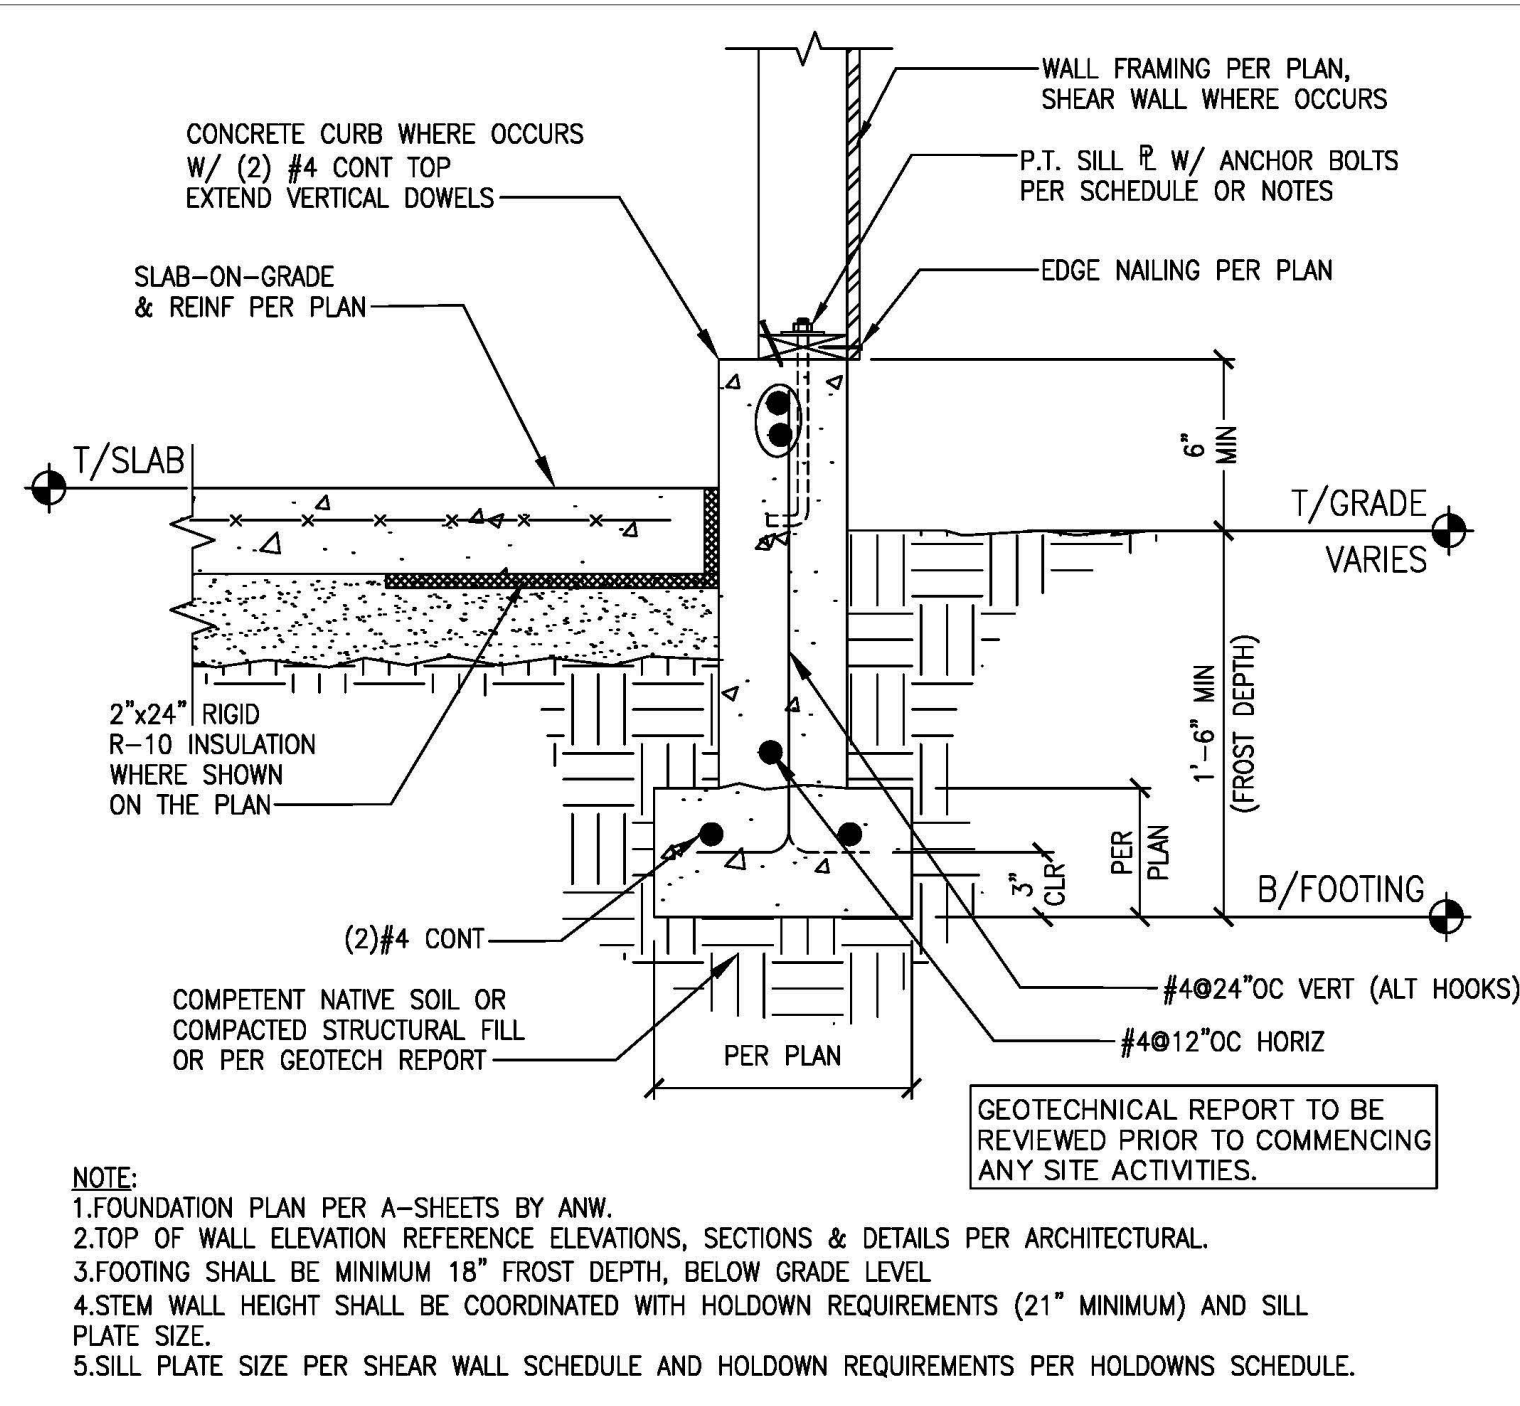 WALL FRAMING PER PLAN,
SHEAR WALL WHERE OCCURS
CONCRETE CURB WHERE OCCURS
W/ (2) #4 CONT TOP
EXTEND VERTICAL DOWELS
P.T. SILL ⅊ W/ ANCHOR BOLTS
PER SCHEDULE OR NOTES
SLAB-ON-GRADE
& REINF PER PLAN
EDGE NAILING PER PLAN
T/SLAB
6"
MIN
T/GRADE
VARIES
2"x24" RIGID
R-10 INSULATION
WHERE SHOWN
ON THE PLAN
1'-6" MIN
(FROST DEPTH)
PER
PLAN
3"
CLR
B/FOOTING
(2)#4 CONT
#4@24"OC VERT (ALT HOOKS)
COMPETENT NATIVE SOIL OR
COMPACTED STRUCTURAL FILL
OR PER GEOTECH REPORT
#4@12"OC HORIZ
PER PLAN
GEOTECHNICAL REPORT TO BE
REVIEWED PRIOR TO COMMENCING
ANY SITE ACTIVITIES.
NOTE:
1.FOUNDATION PLAN PER A-SHEETS BY ANW.
2.TOP OF WALL ELEVATION REFERENCE ELEVATIONS, SECTIONS & DETAILS PER ARCHITECTURAL.
3.FOOTING SHALL BE MINIMUM 18" FROST DEPTH, BELOW GRADE LEVEL
4.STEM WALL HEIGHT SHALL BE COORDINATED WITH HOLDOWN REQUIREMENTS (21" MINIMUM) AND SILL
PLATE SIZE.
5.SILL PLATE SIZE PER SHEAR WALL SCHEDULE AND HOLDOWN REQUIREMENTS PER HOLDOWNS SCHEDULE.